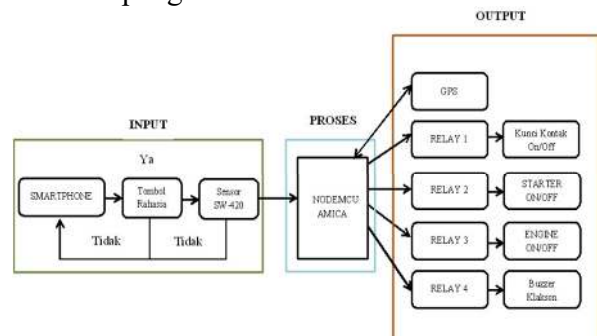 OUTPUT
INPUT
PROSES
GPS
Ya
SMARTPHONE
Tombol
Rahasia
Sensor
SW-420
Tidak
Tidak
NODEMCU
AMICA
RELAY 1
Kunci Kontak
On/Off
RELAY 2
STARTER
ON/OFF
RELAY 3
ENGINE
ON/OFF
RELAY 4
Buzzer
Klakson